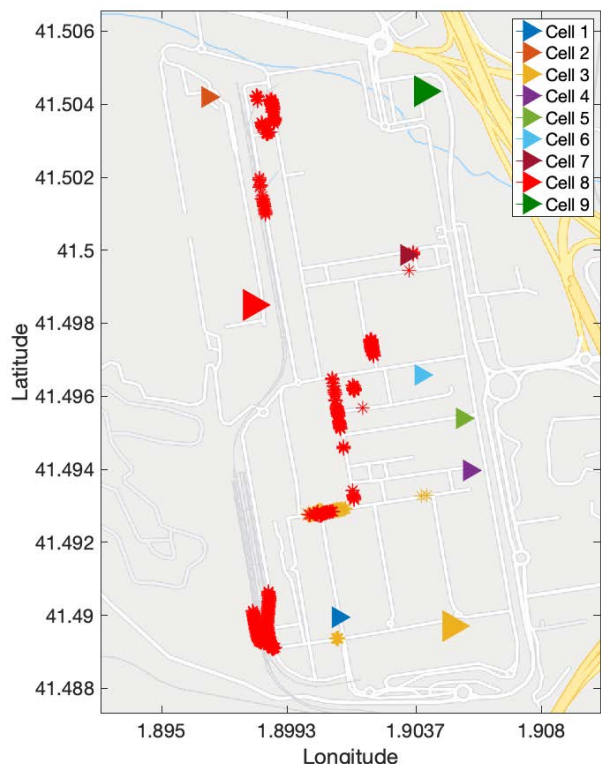 41.506
41.504
41.502
41.5
41.498
41.496
41.494
41.492
41.49
41.488
Latitude
1.895
1.8993
1.9037
1.908
Longitude
Cell 1
Cell 2
Cell 3
Cell 4
Cell 5
Cell 6
Cell 7
Cell 8
Cell 9